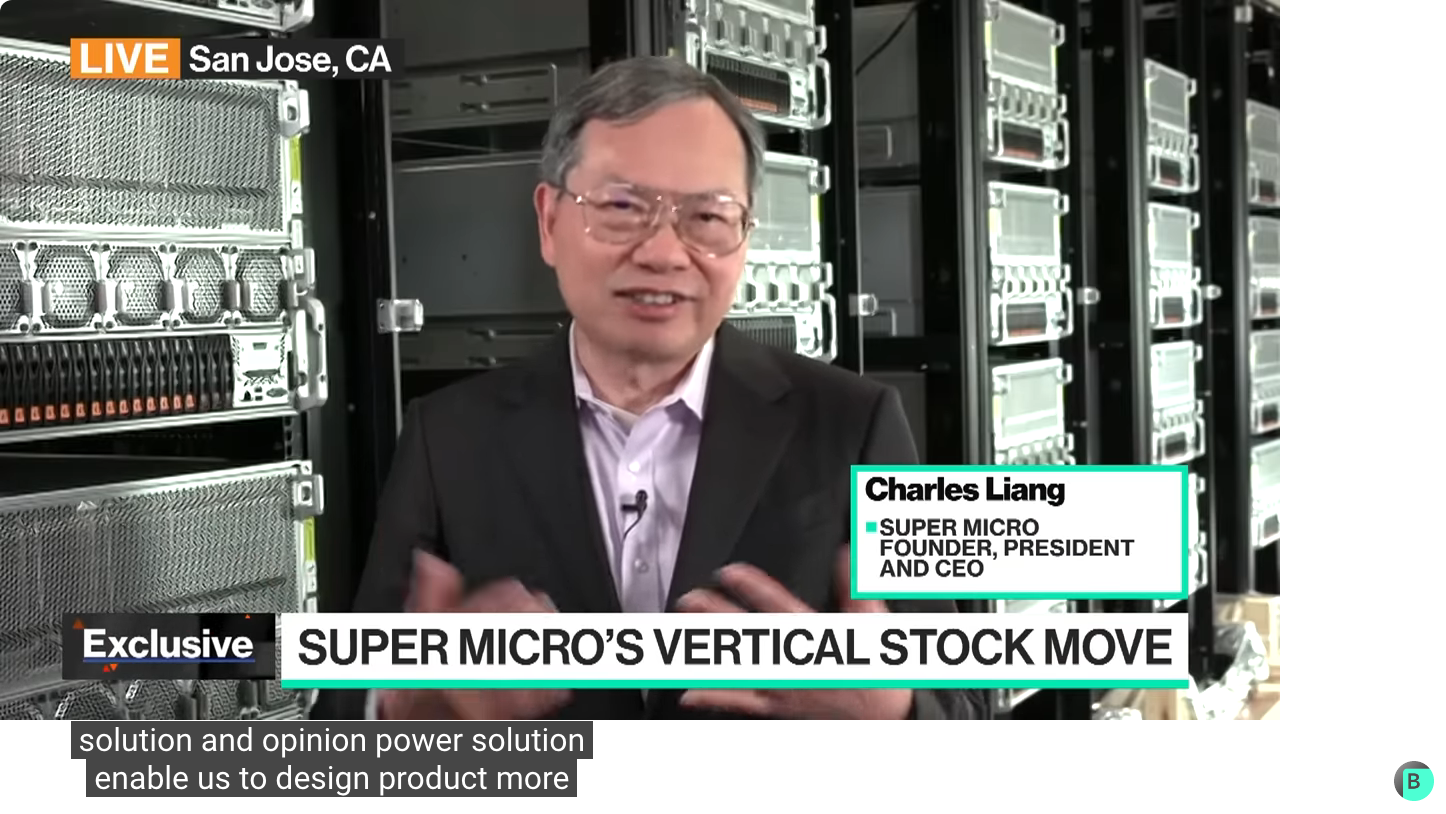 LIVE San Jose, CA
Charles Liang
SUPER MICRO
FOUNDER, PRESIDENT
AND CEO
Exclusive
SUPER MICRO'S VERTICAL STOCK MOVE
solution and opinion power solution
enable us to design product more
B